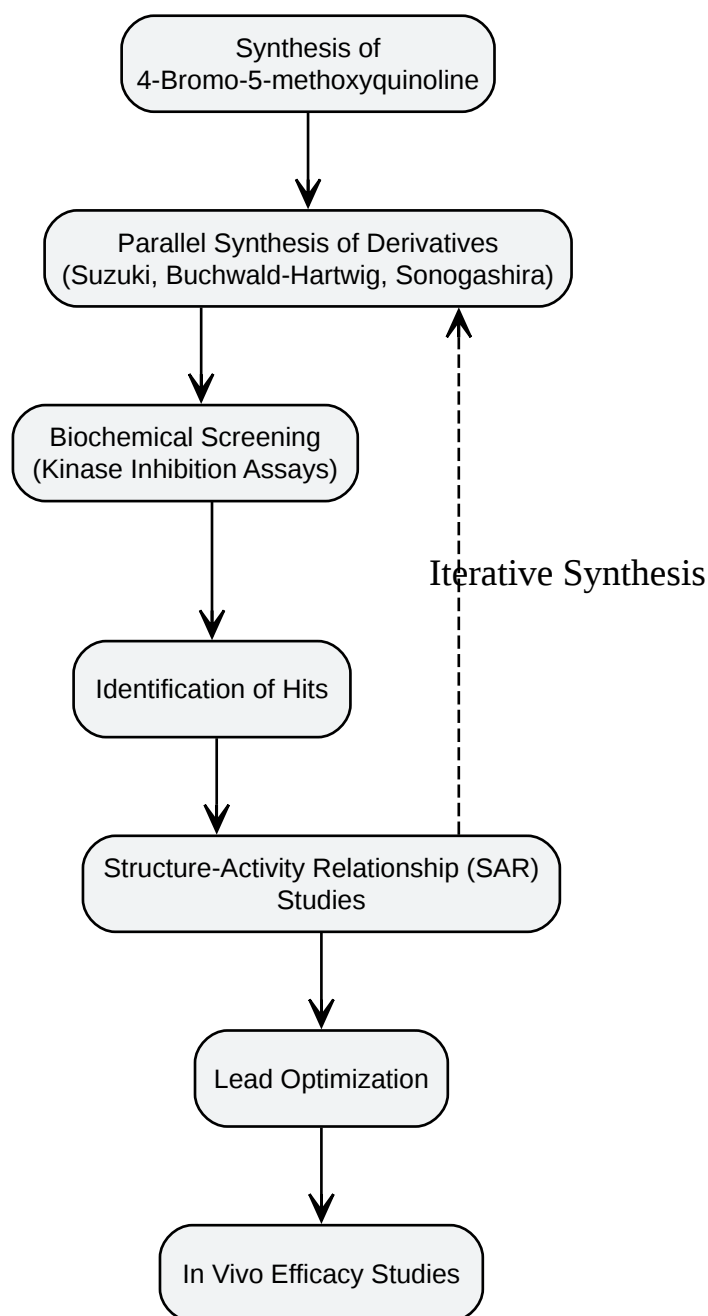 Synthesis of
4-Bromo-5-methoxyquinoline
Parallel Synthesis of Derivatives
(Suzuki, Buchwald-Hartwig, Sonogashira)
Biochemical Screening
(Kinase Inhibition Assays)
Iterative Synthesis
Identification of Hits
Structure-Activity Relationship (SAR)
Studies
Lead Optimization
In Vivo Efficacy Studies